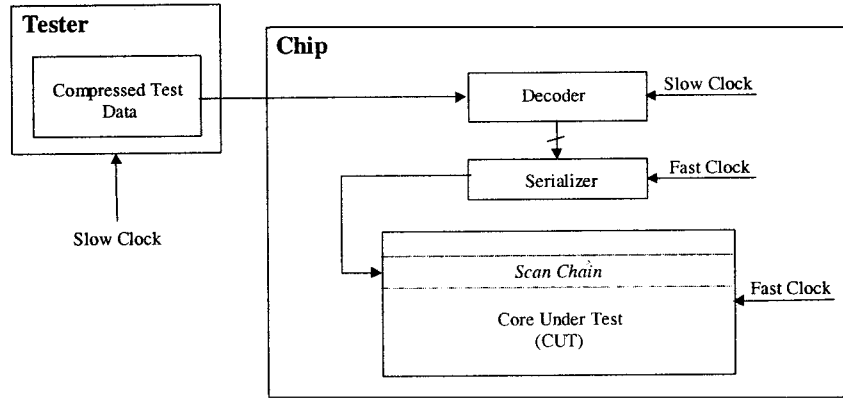 Tester
Compressed Test
Data
Slow Clock
Chip
Decoder
Slow Clock
Serializer
Fast Clock
Scan Chain
Fast Clock
Core Under Test
(CUT)